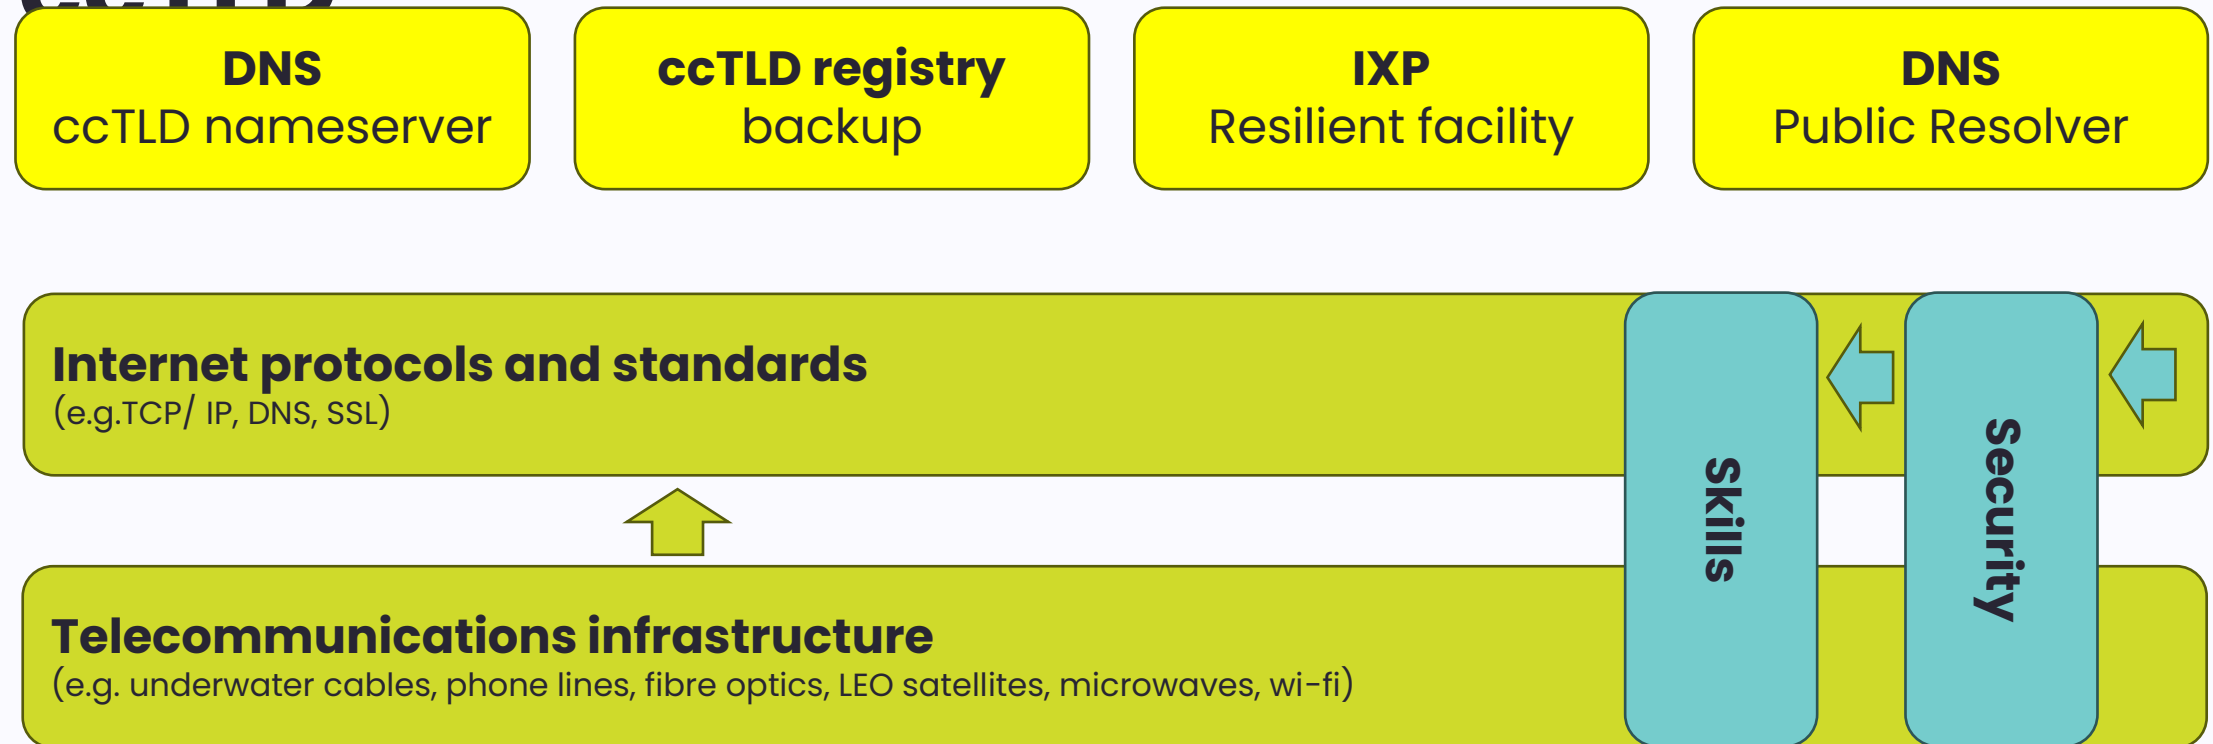 DNS
ccTLD nameserver
ccTLD registry
backup
IXP
Resilient facility
DNS
Public Resolver
Internet protocols and standards
(e.g.TCP/ IP, DNS, SSL)
Skills
Security
Telecommunications infrastructure
(e.g. underwater cables, phone lines, fibre optics, LEO satellites, microwaves, wi-fi)